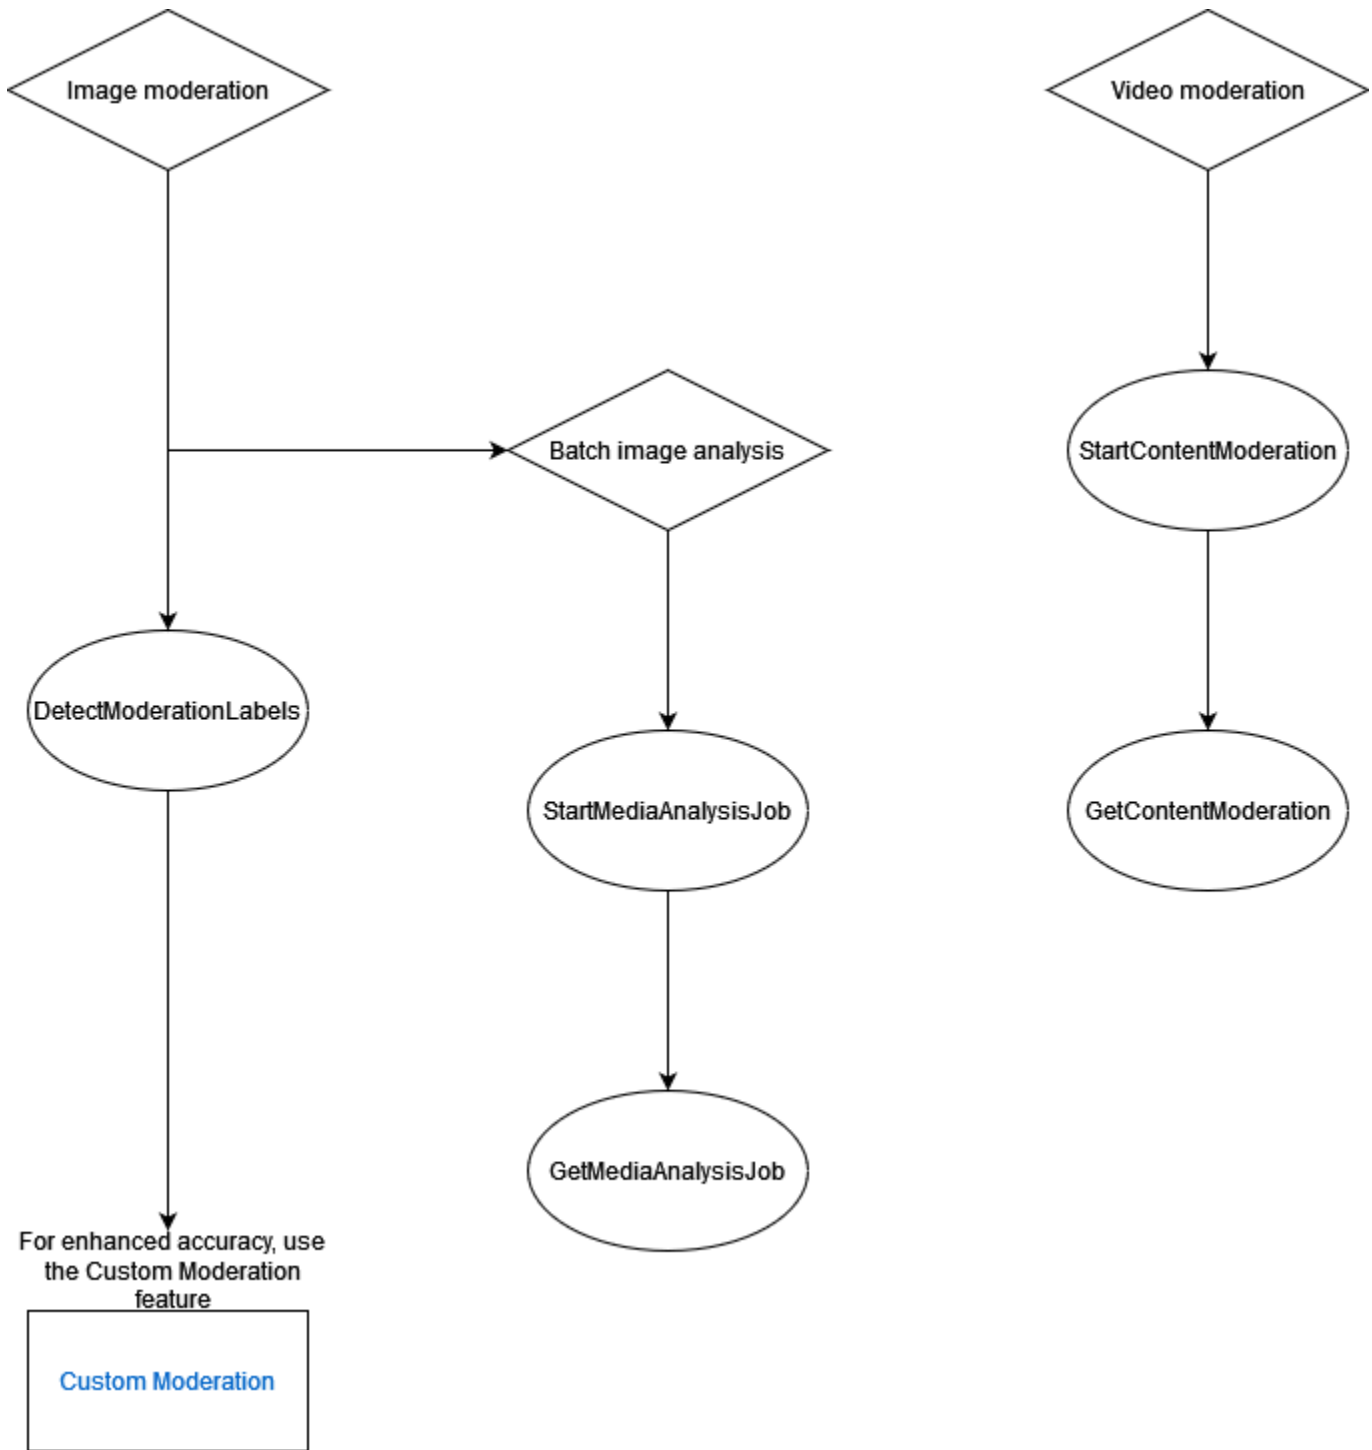 Image moderation
Video moderation
Batch image analysis
StartContentModeration
DetectModerationLabels
StartMediaAnalysisJob
GetContentModeration
GetMediaAnalysisJob
For enhanced accuracy, use
the Custom Moderation
feature
Custom Moderation